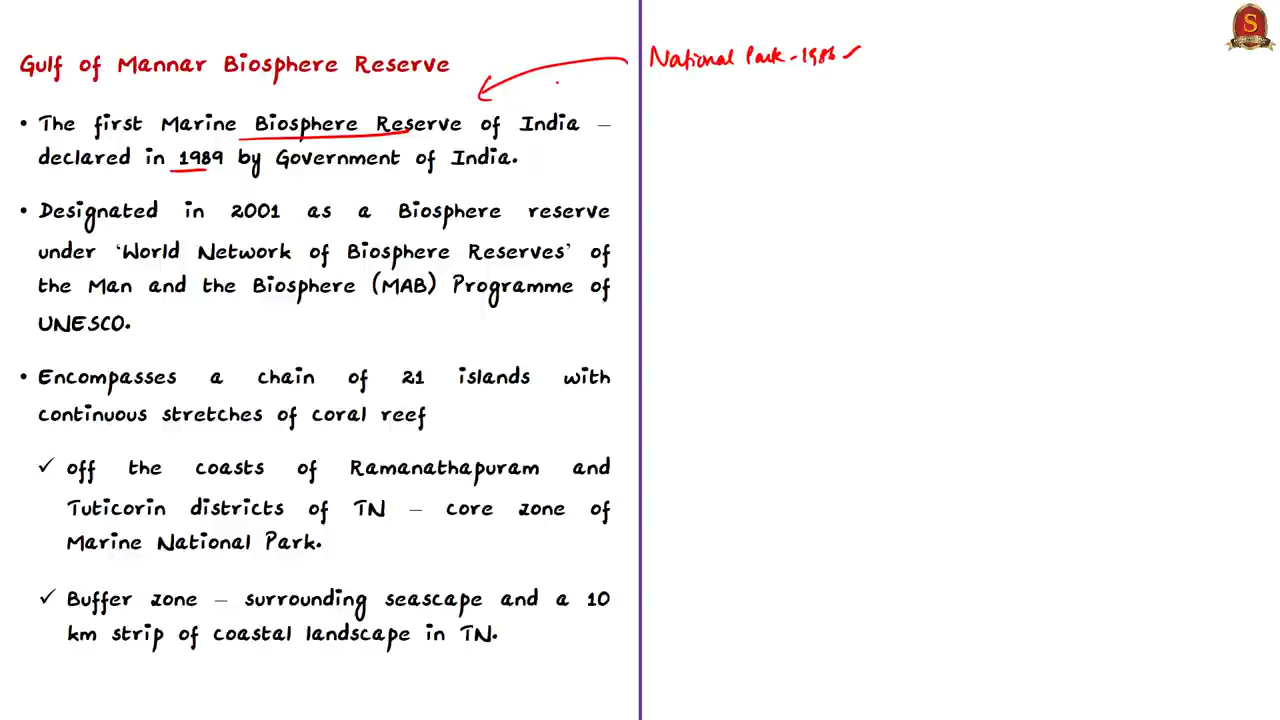 Gulf of Mannar Biosphere Reserve
• The first Marine Biosphere Reserve of India –
declared in 1989 by Government of India.
• Designated in 2001 as a Biosphere reserve
under ‘World Network of Biosphere Reserves’ of
the Man and the Biosphere (MAB) Programme of
UNESCO.
• Encompasses a chain of 21 islands with
continuous stretches of coral reef
✓ off the coasts of Ramanathapuram and
Tuticorin districts of TN – core zone of
Marine National Park.
✓ Buffer zone – surrounding seascape and a 10
km strip of coastal landscape in TN.
National Park - 1986 ✓
S